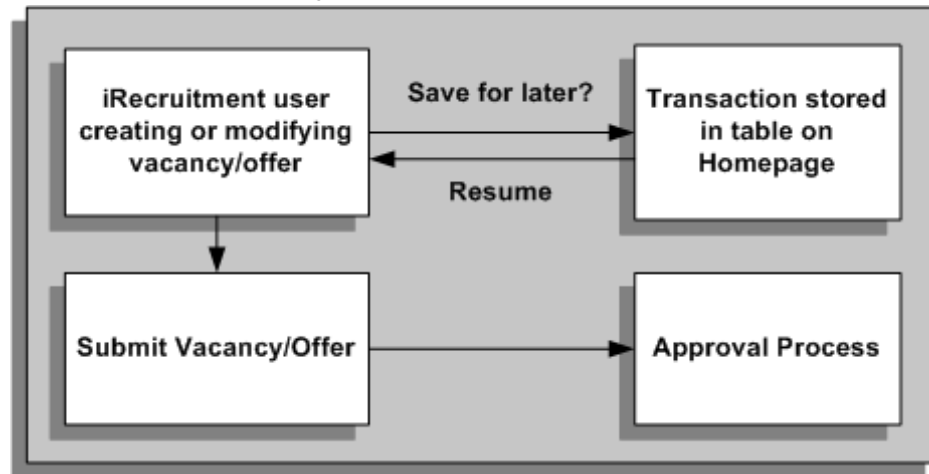 iRecruitment user
creating or modifying
vacancy/offer
Save for later?
Resume
Transaction stored
in table on
Homepage
Submit Vacancy/Offer
Approval Process